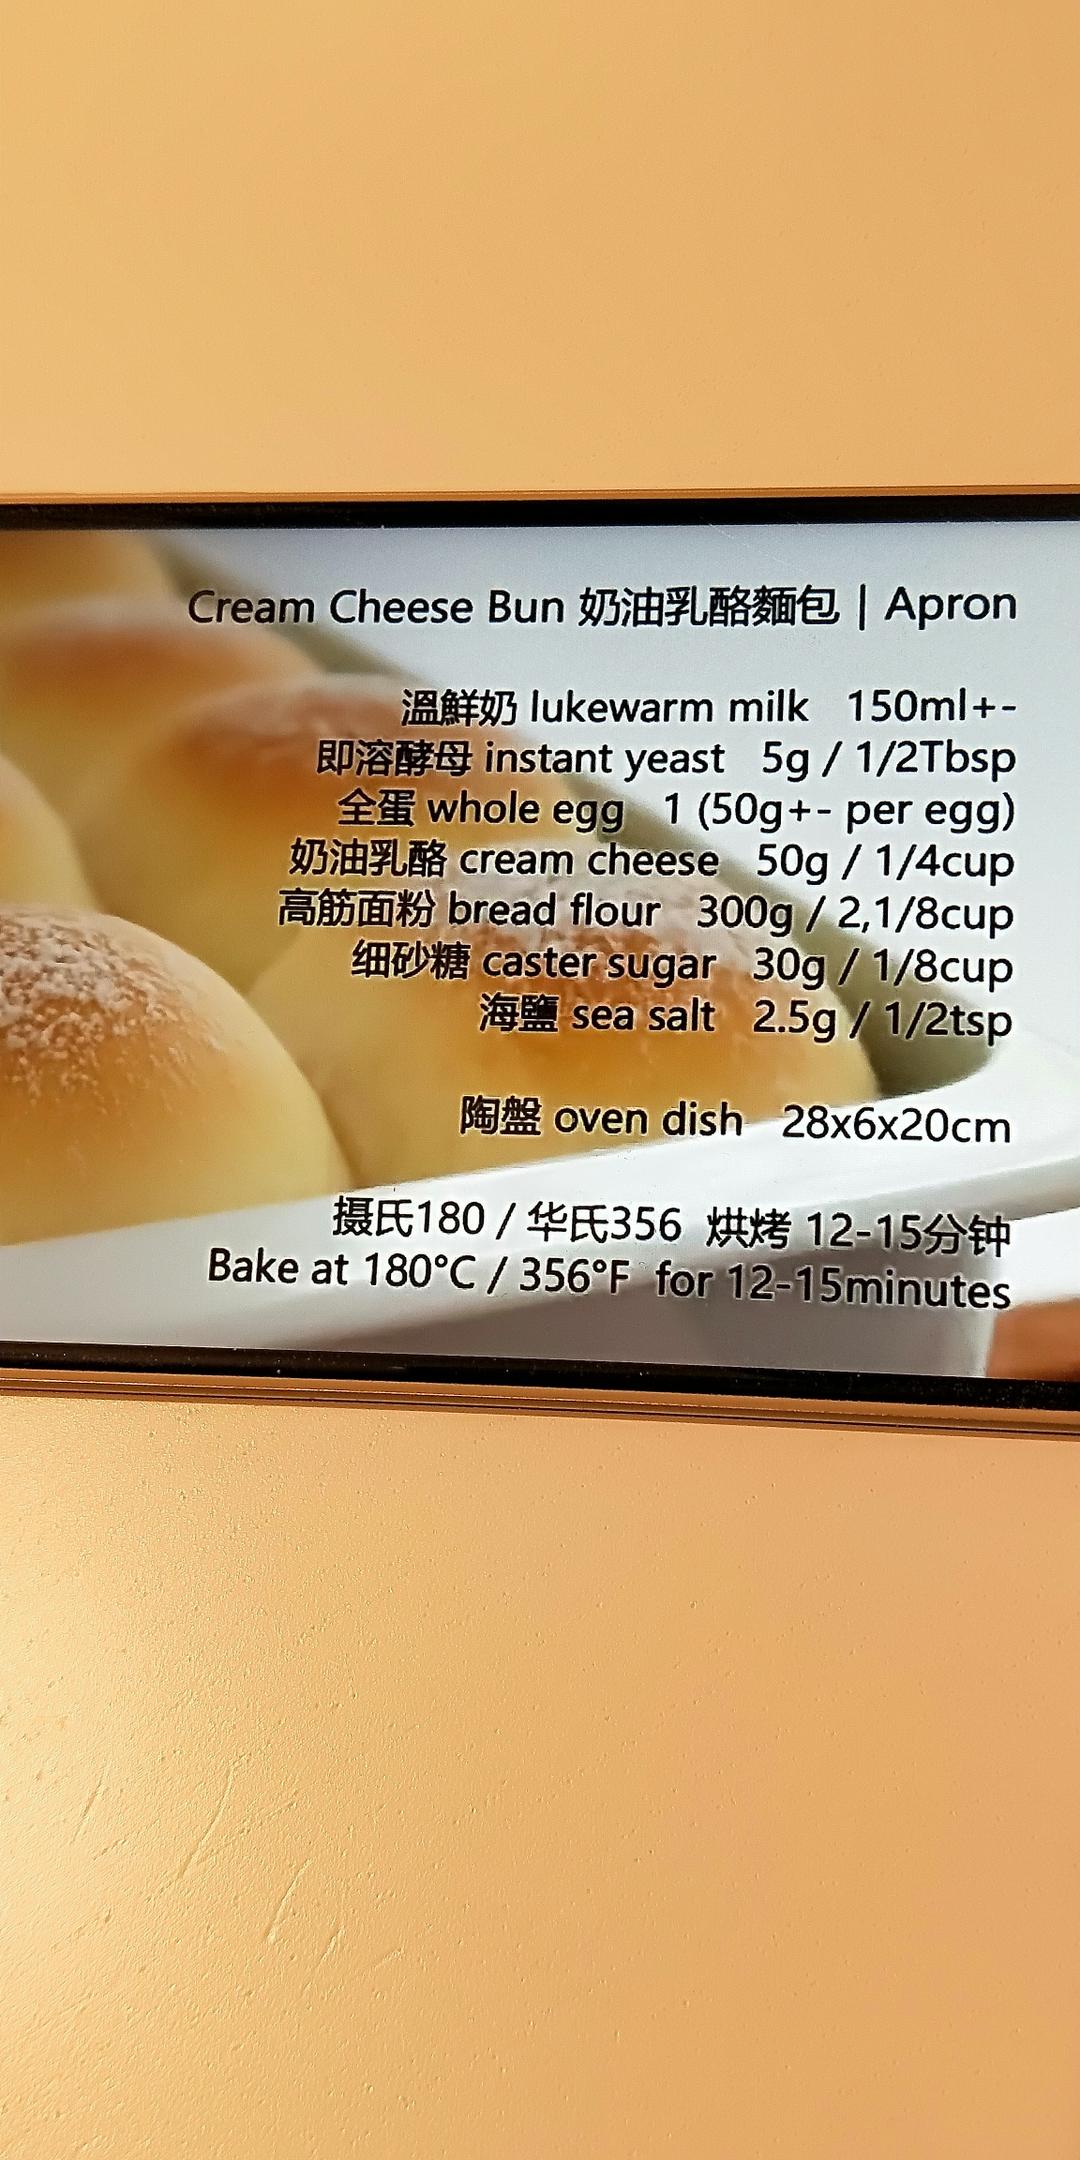 Cream Cheese Bun 奶油乳酪麵包 | Apron
溫鮮奶 lukewarm milk 150ml+-
即溶酵母 instant yeast 5g / 1/2Tbsp
全蛋 whole egg 1 (50g+- per egg)
奶油乳酪 cream cheese 50g / 1/4cup
高筋面粉 bread flour 300g / 2,1/8cup
细砂糖 caster sugar 30g / 1/8cup
海鹽 sea salt 2.5g / 1/2tsp
陶盤 oven dish 28x6x20cm
摄氏180 / 华氏356 烘烤 12-15分钟
Bake at 180°C / 356°F for 12-15minutes